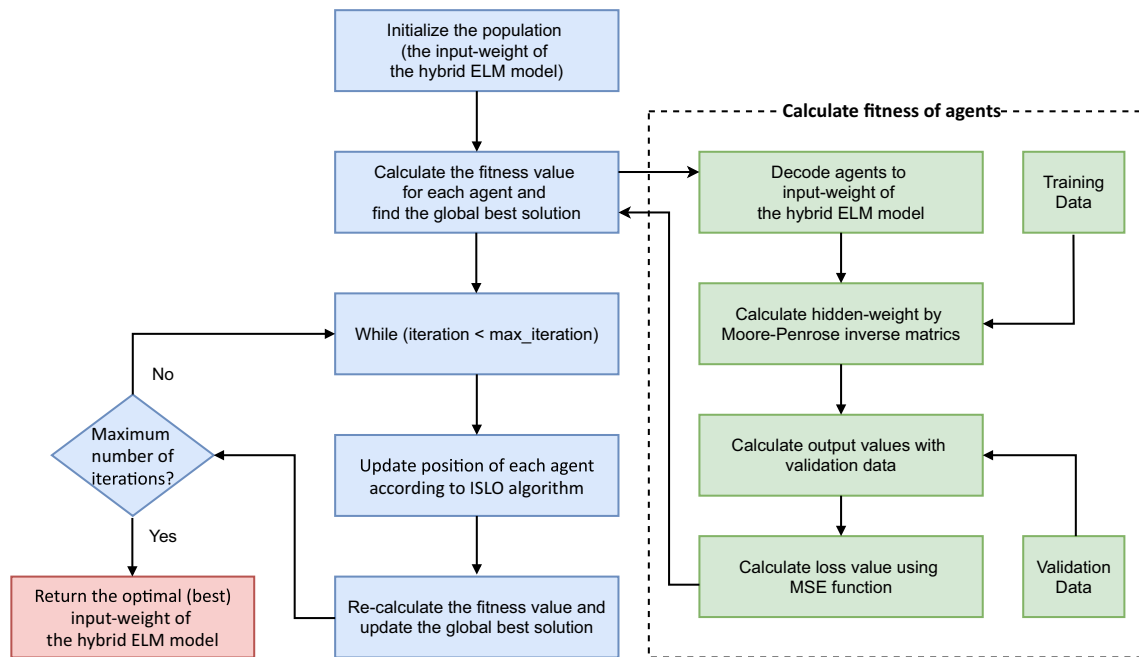 Initialize the population
(the input-weight of
the hybrid ELM model)
Calculate fitness of agents
Calculate the fitness value
for each agent and
find the global best solution
Decode agents to
input-weight of
the hybrid ELM model
Training
Data
While (iteration < max_iteration)
Calculate hidden-weight by
Moore-Penrose inverse matrics
No
Maximum
number of
iterations?
Update position of each agent
according to ISLO algorithm
Calculate output values with
validation data
Yes
Return the optimal (best)
input-weight of
the hybrid ELM model
Re-calculate the fitness value and
update the global best solution
Calculate loss value using
MSE function
Validation
Data